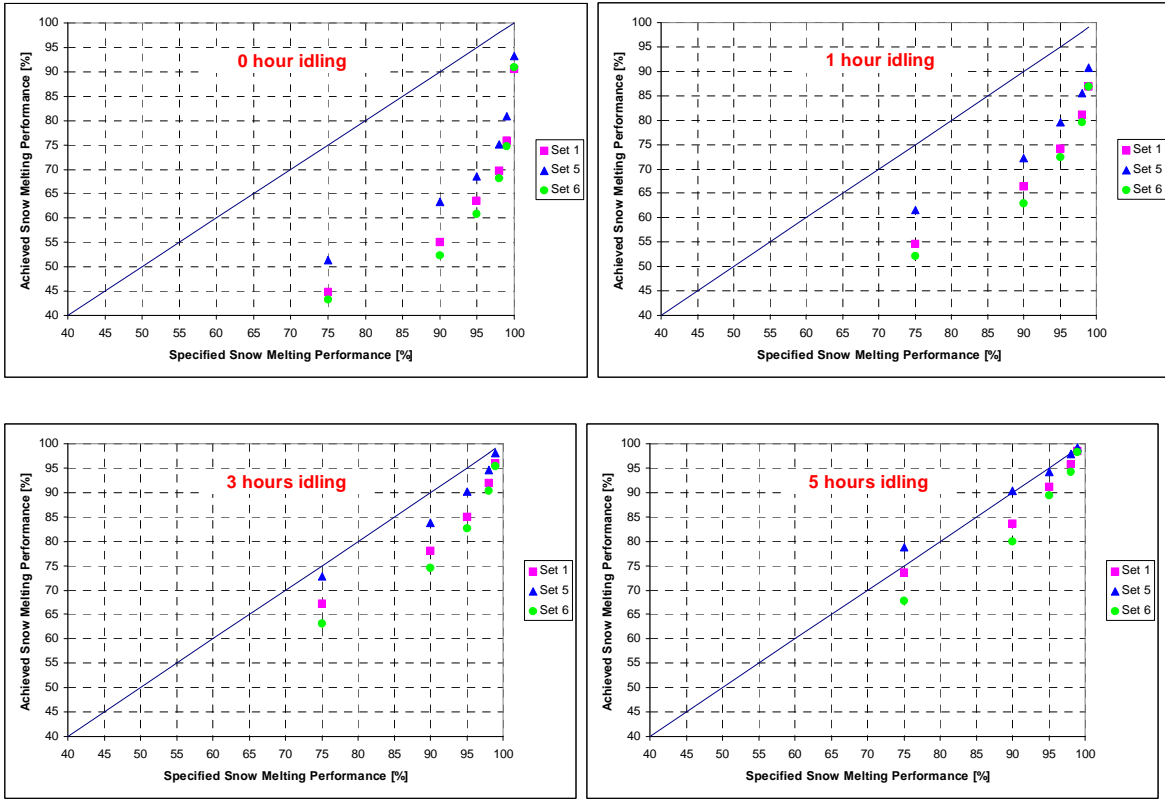 0 hour idling
Achieved Snow Melting Performance [%]
100
95
90
85
80
75
70
65
60
55
50
45
40
40 45 50 55 60 65 70 75 80 85 90 95 100
Specified Snow Melting Performance [%]
Set 1
Set 5
Set 6
1 hour idling
Achieved Snow Melting Performance [%]
100
95
90
85
80
75
70
65
60
55
50
45
40
40 45 50 55 60 65 70 75 80 85 90 95 100
Specified Snow Melting Performance [%]
Set 1
Set 5
Set 6
3 hours idling
Achieved Snow Melting Performance [%]
100
95
90
85
80
75
70
65
60
55
50
45
40
40 45 50 55 60 65 70 75 80 85 90 95 100
Specified Snow Melting Performance [%]
Set 1
Set 5
Set 6
5 hours idling
Achieved Snow Melting Performance [%]
100
95
90
85
80
75
70
65
60
55
50
45
40
40 45 50 55 60 65 70 75 80 85 90 95 100
Specified Snow Melting Performance [%]
Set 1
Set 5
Set 6